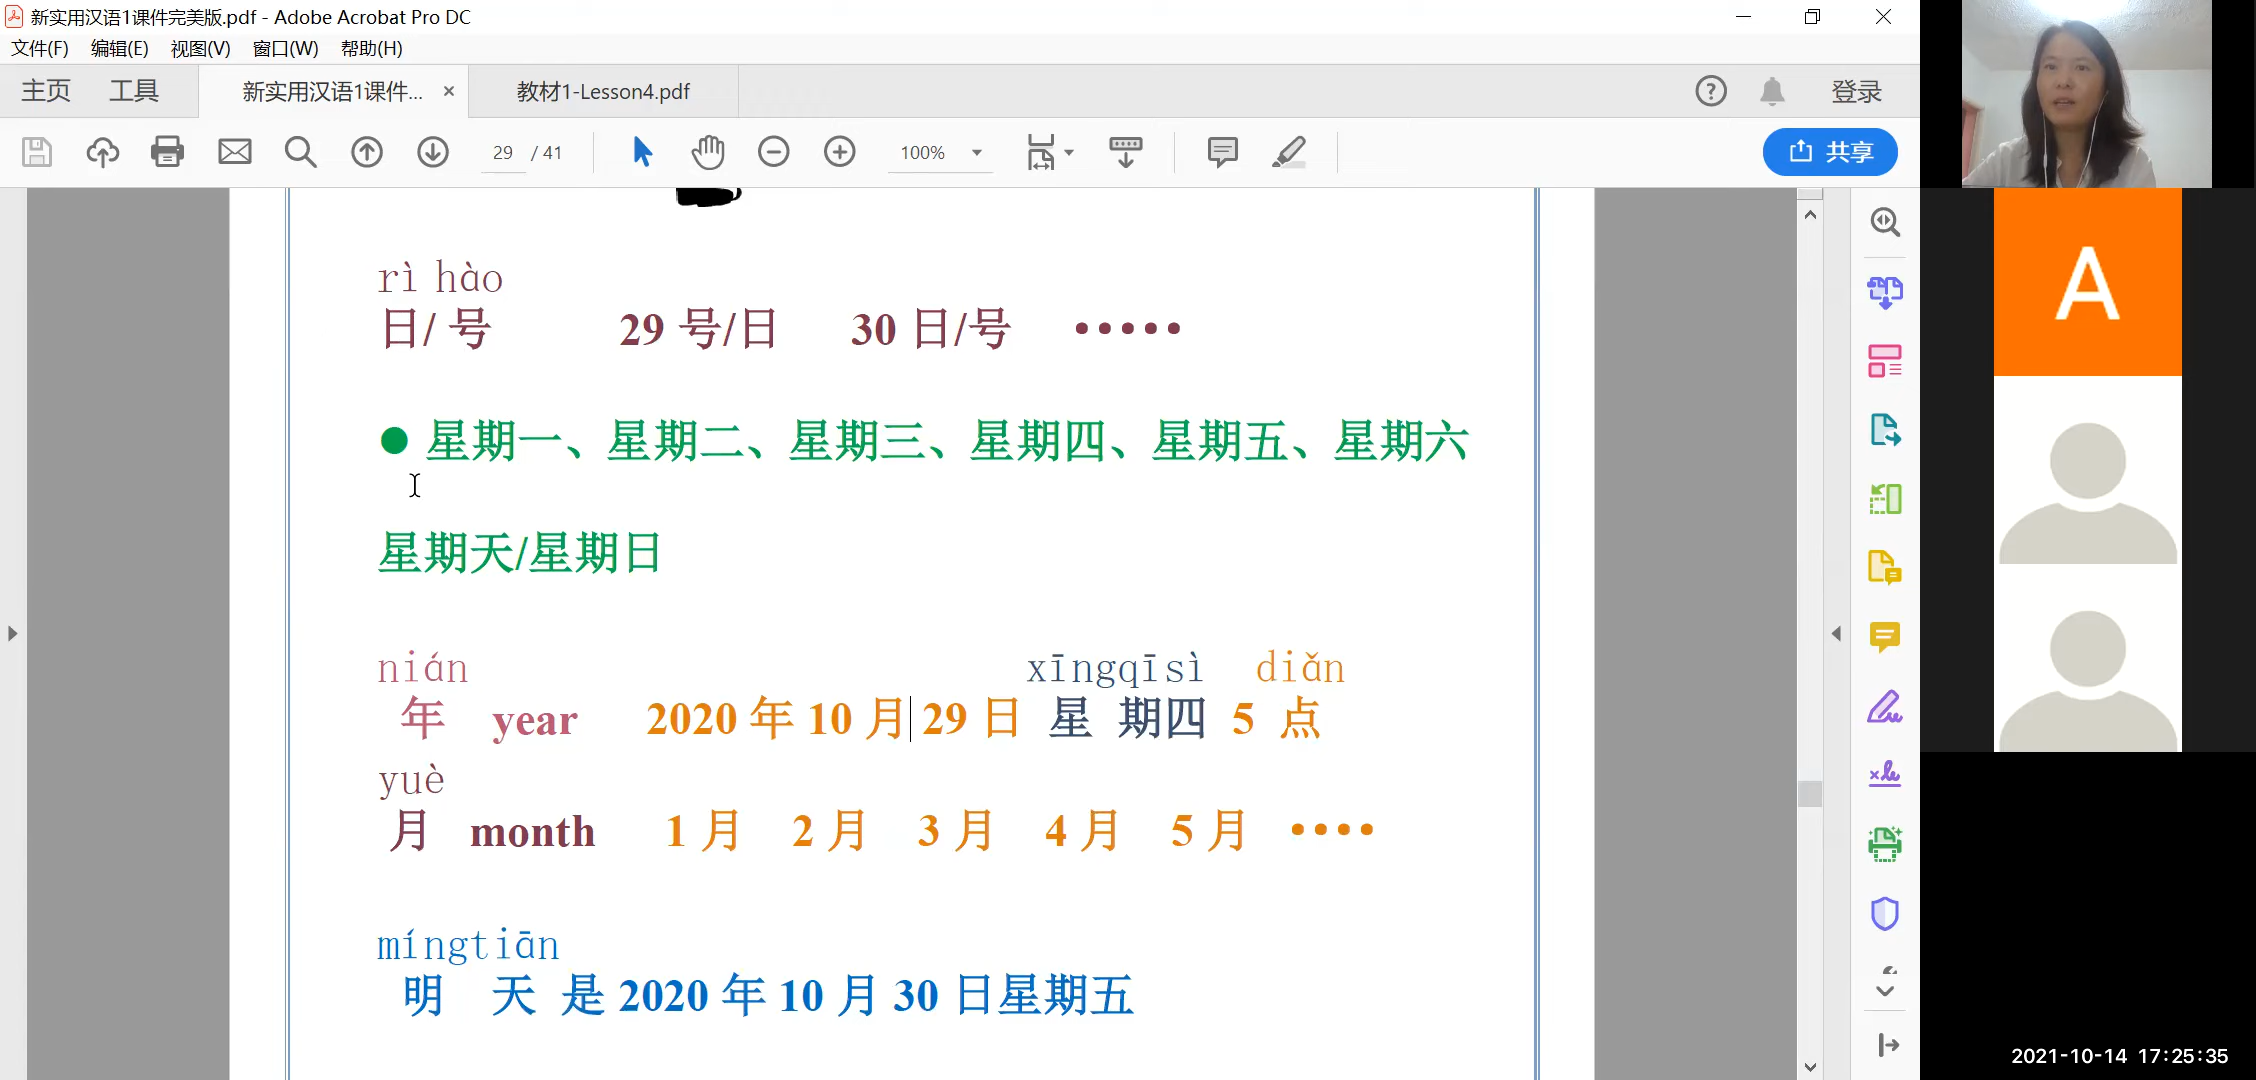 新实用汉语1课件完美版.pdf - Adobe Acrobat Pro DC
文件(F) 编辑(E) 视图(V) 窗口(W) 帮助(H)
主页 工具 新实用汉语1课件... × 教材1-Lesson4.pdf 登录
29 / 41 100% 共享
rì hào
日/ 号 29 号/日 30 日/号 •••••
● 星期一、星期二、星期三、星期四、星期五、星期六
星期天/星期日
nián xīngqīsì diǎn
年 year 2020 年 10 月 29 日 星 期四 5 点
yuè
月 month 1 月 2 月 3 月 4 月 5 月 ••••
míngtiān
明 天 是 2020 年 10 月 30 日星期五
A
2021-10-14 17:25:35